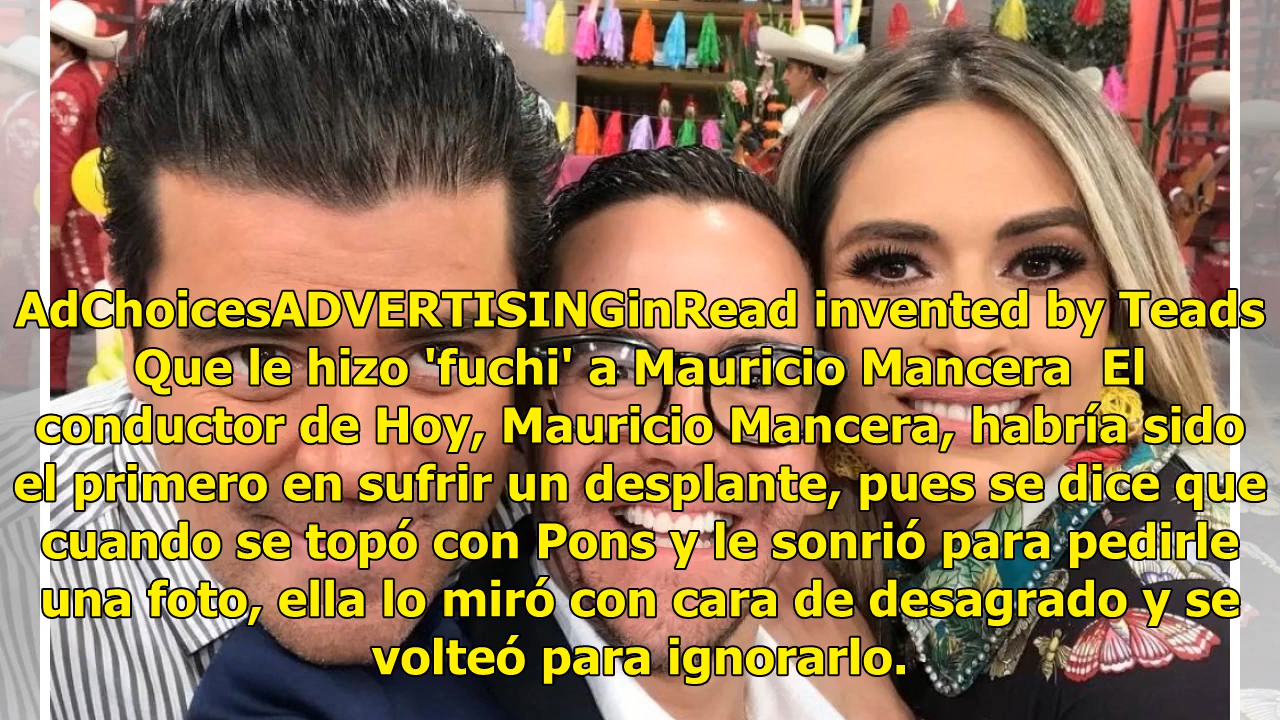 AdChoicesADVERTISINGinRead invented by Teads
Que le hizo 'fuchi' a Mauricio Mancera  El
conductor de Hoy, Mauricio Mancera, habría sido
el primero en sufrir un desplante, pues se dice que
cuando se topó con Pons y le sonrió para pedirle
una foto, ella lo miró con cara de desagrado y se
volteó para ignorarlo.